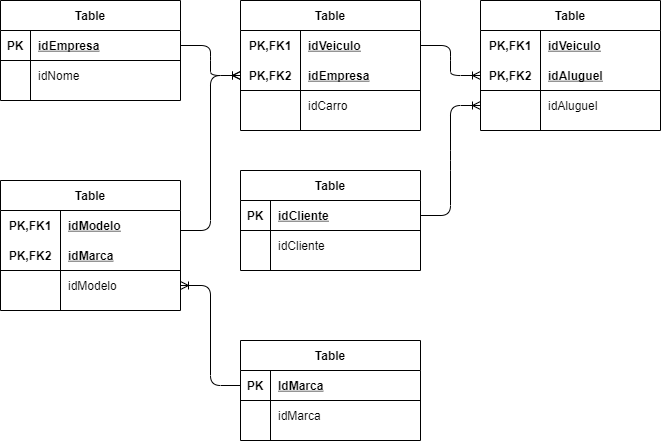 Table
PK idEmpresa
idNome
Table
PK,FK1 idVeiculo
PK,FK2 idEmpresa
idCarro
Table
PK,FK1 idVeiculo
PK,FK2 idAluguel
idAluguel
Table
PK,FK1 idModelo
PK,FK2 idMarca
idModelo
Table
PK idCliente
idCliente
Table
PK IdMarca
idMarca